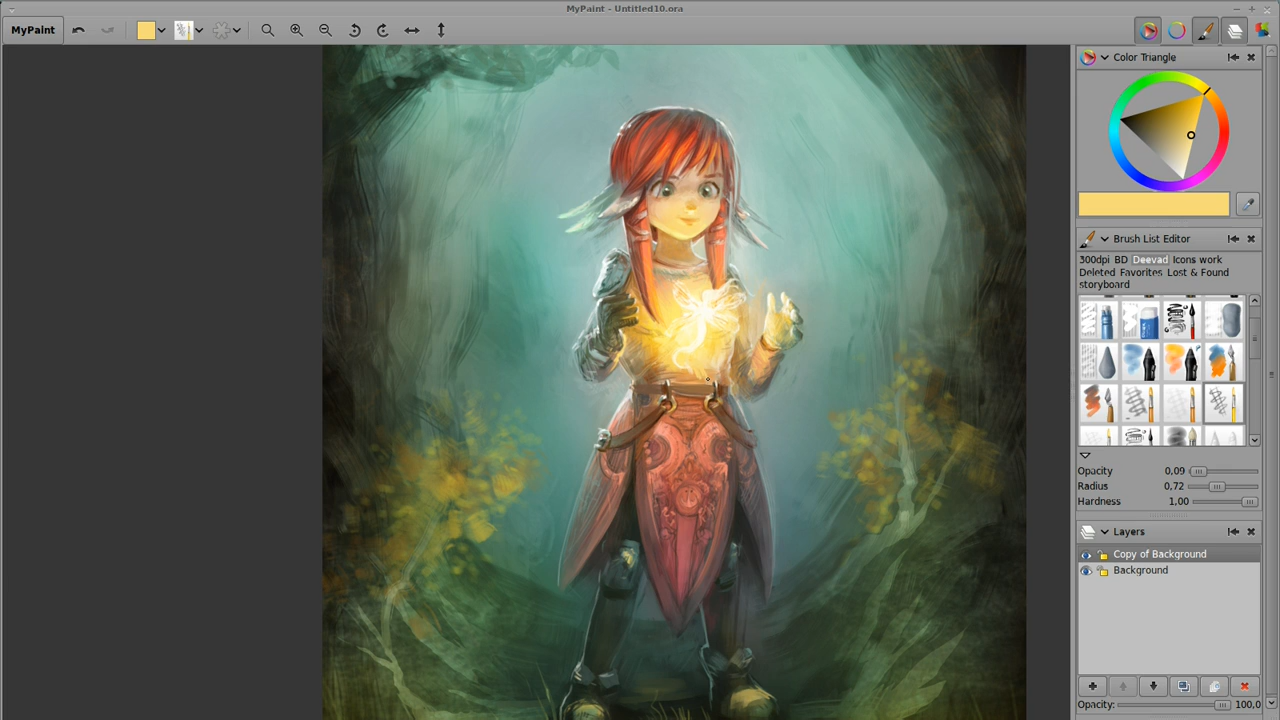 MyPaint - Untitled10.ora
MyPaint
Color Triangle
Brush List Editor
300dpi BD Deevad Icons work
Deleted Favorites Lost & Found
storyboard
Opacity 0,09
Radius 0,72
Hardness 1,00
Layers
Copy of Background
Background
Opacity: 100,0